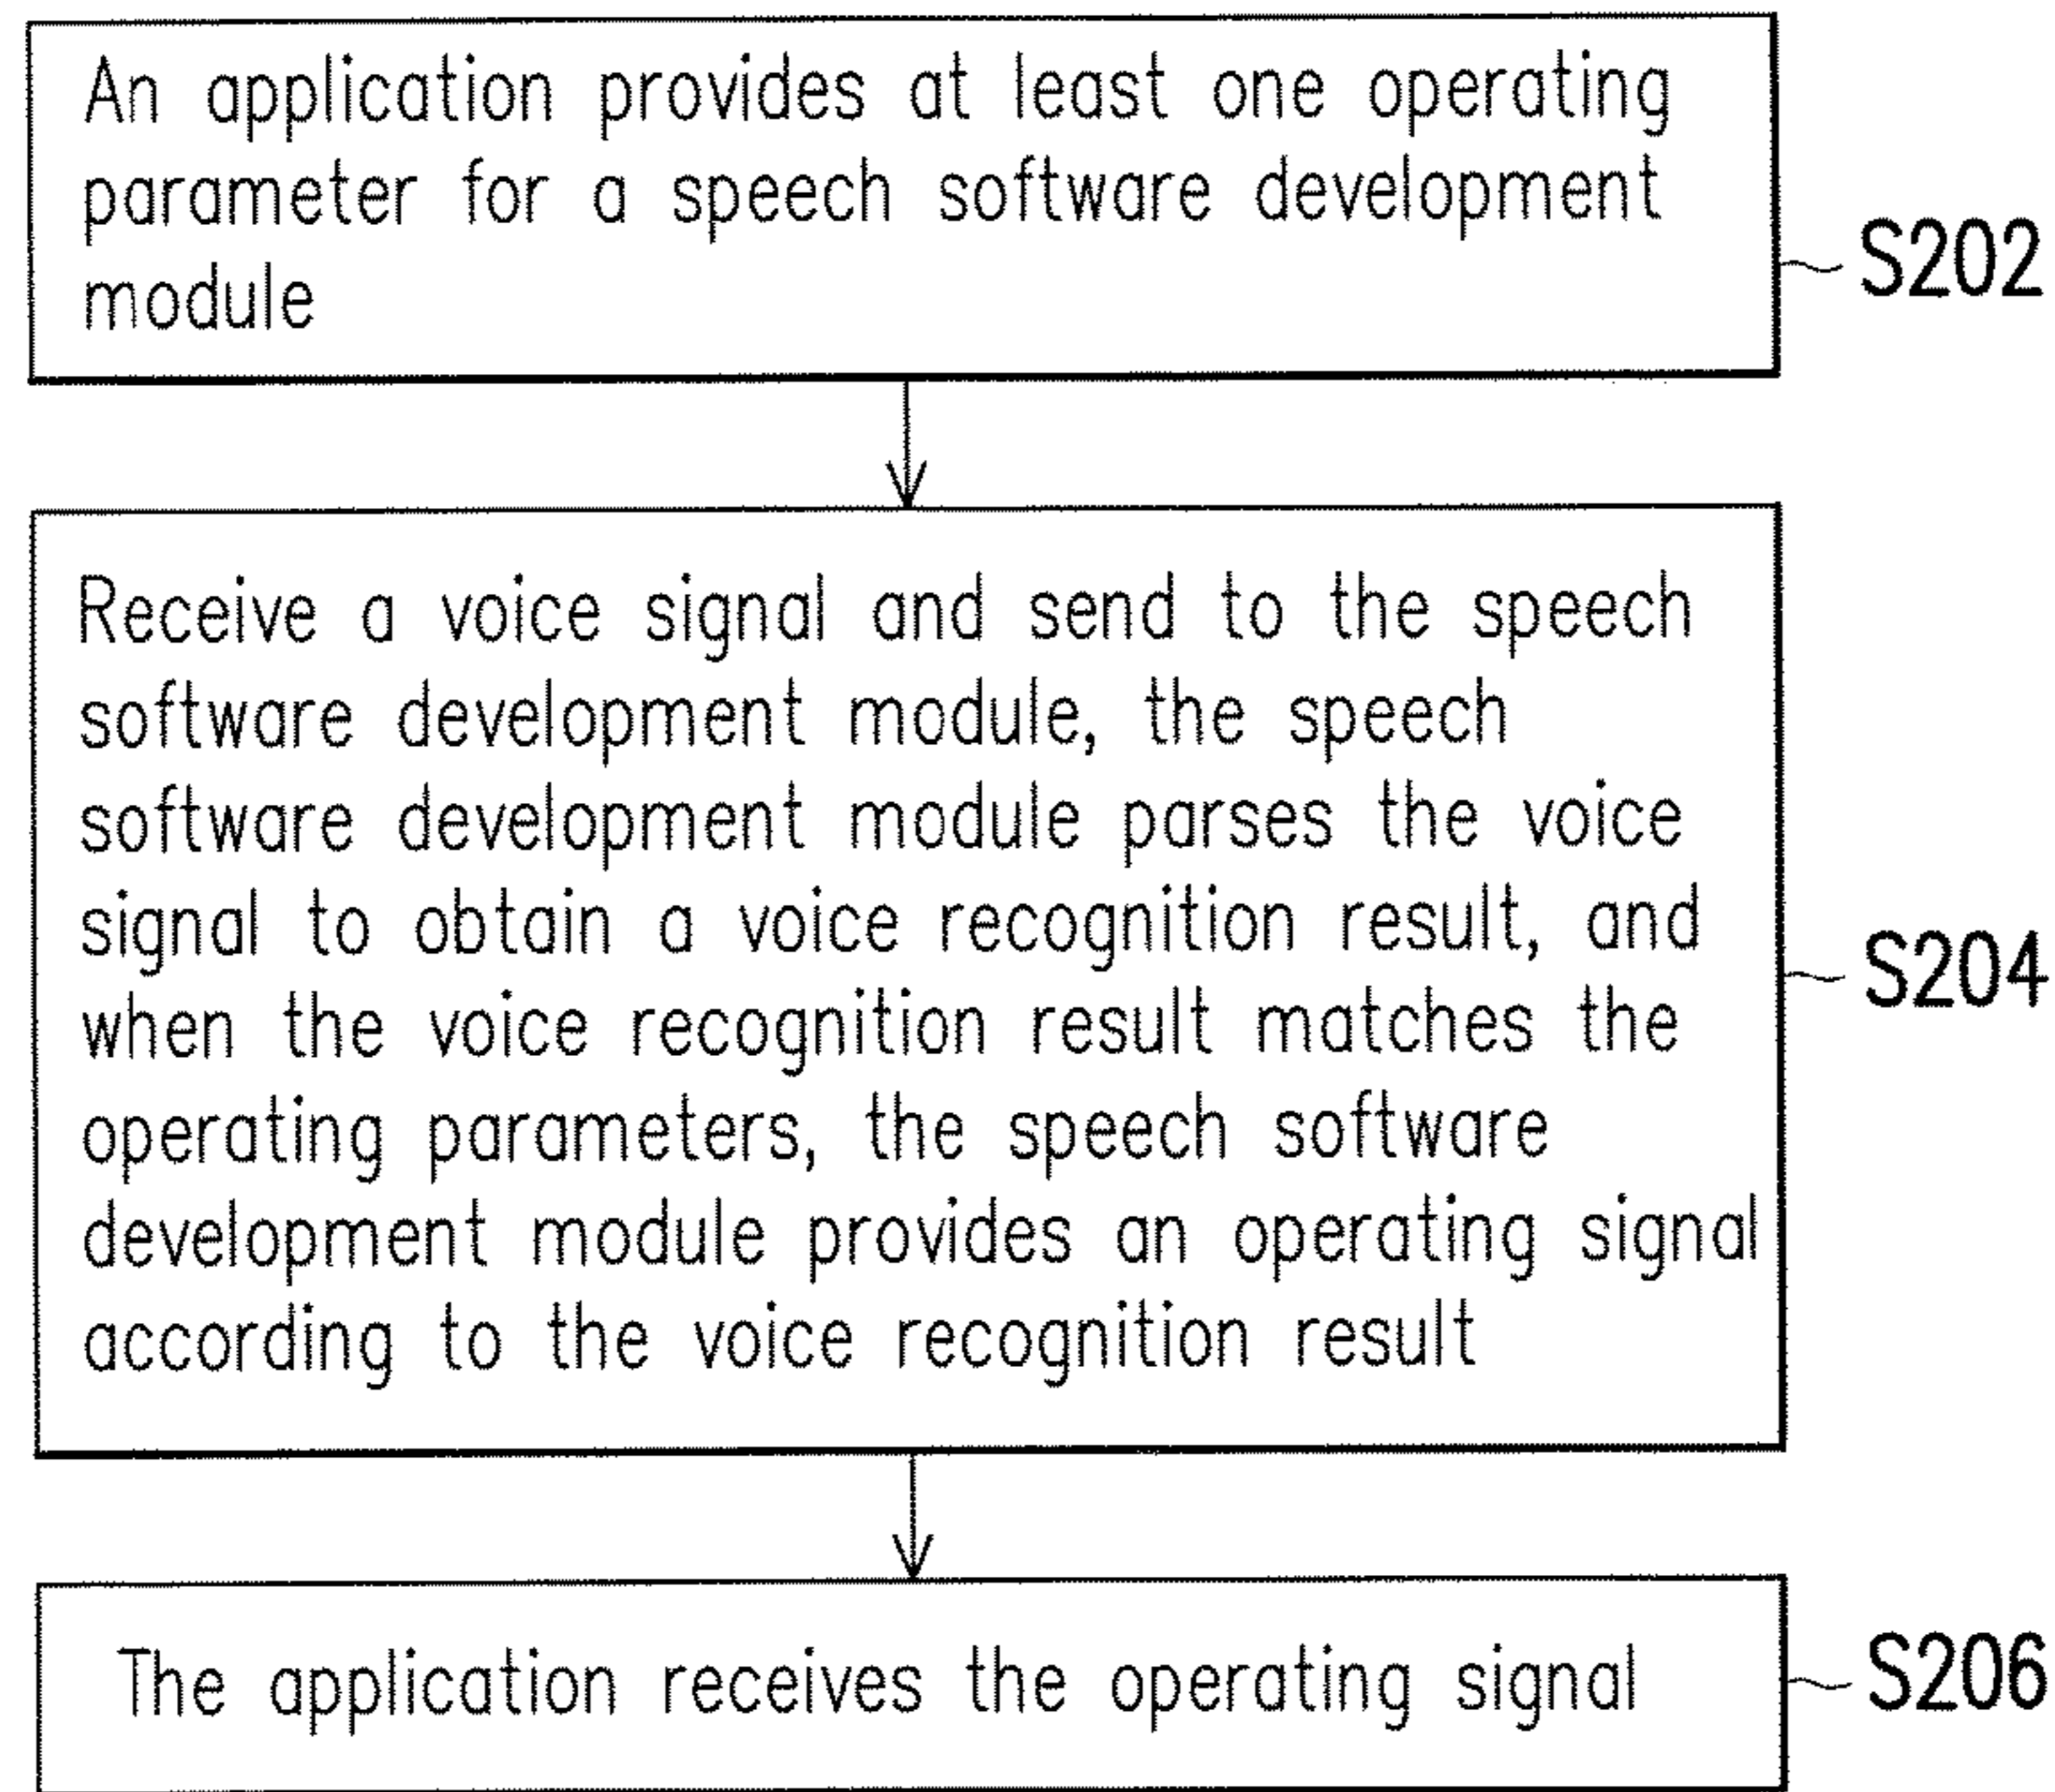 An application provides at least one operating
parameter for a speech software development
module
S202
Receive a voice signal and send to the speech
software development module, the speech
software development module parses the voice
signal to obtain a voice recognition result, and
when the voice recognition result matches the
operating parameters, the speech software
development module provides an operating signal
according to the voice recognition result
S204
The application receives the operating signal
S206